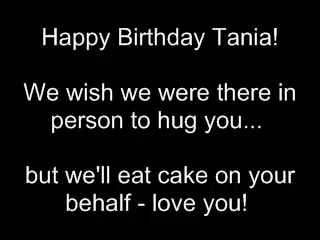 Happy Birthday Tania!
We wish we were there in
person to hug you...
but we'll eat cake on your
behalf - love you!